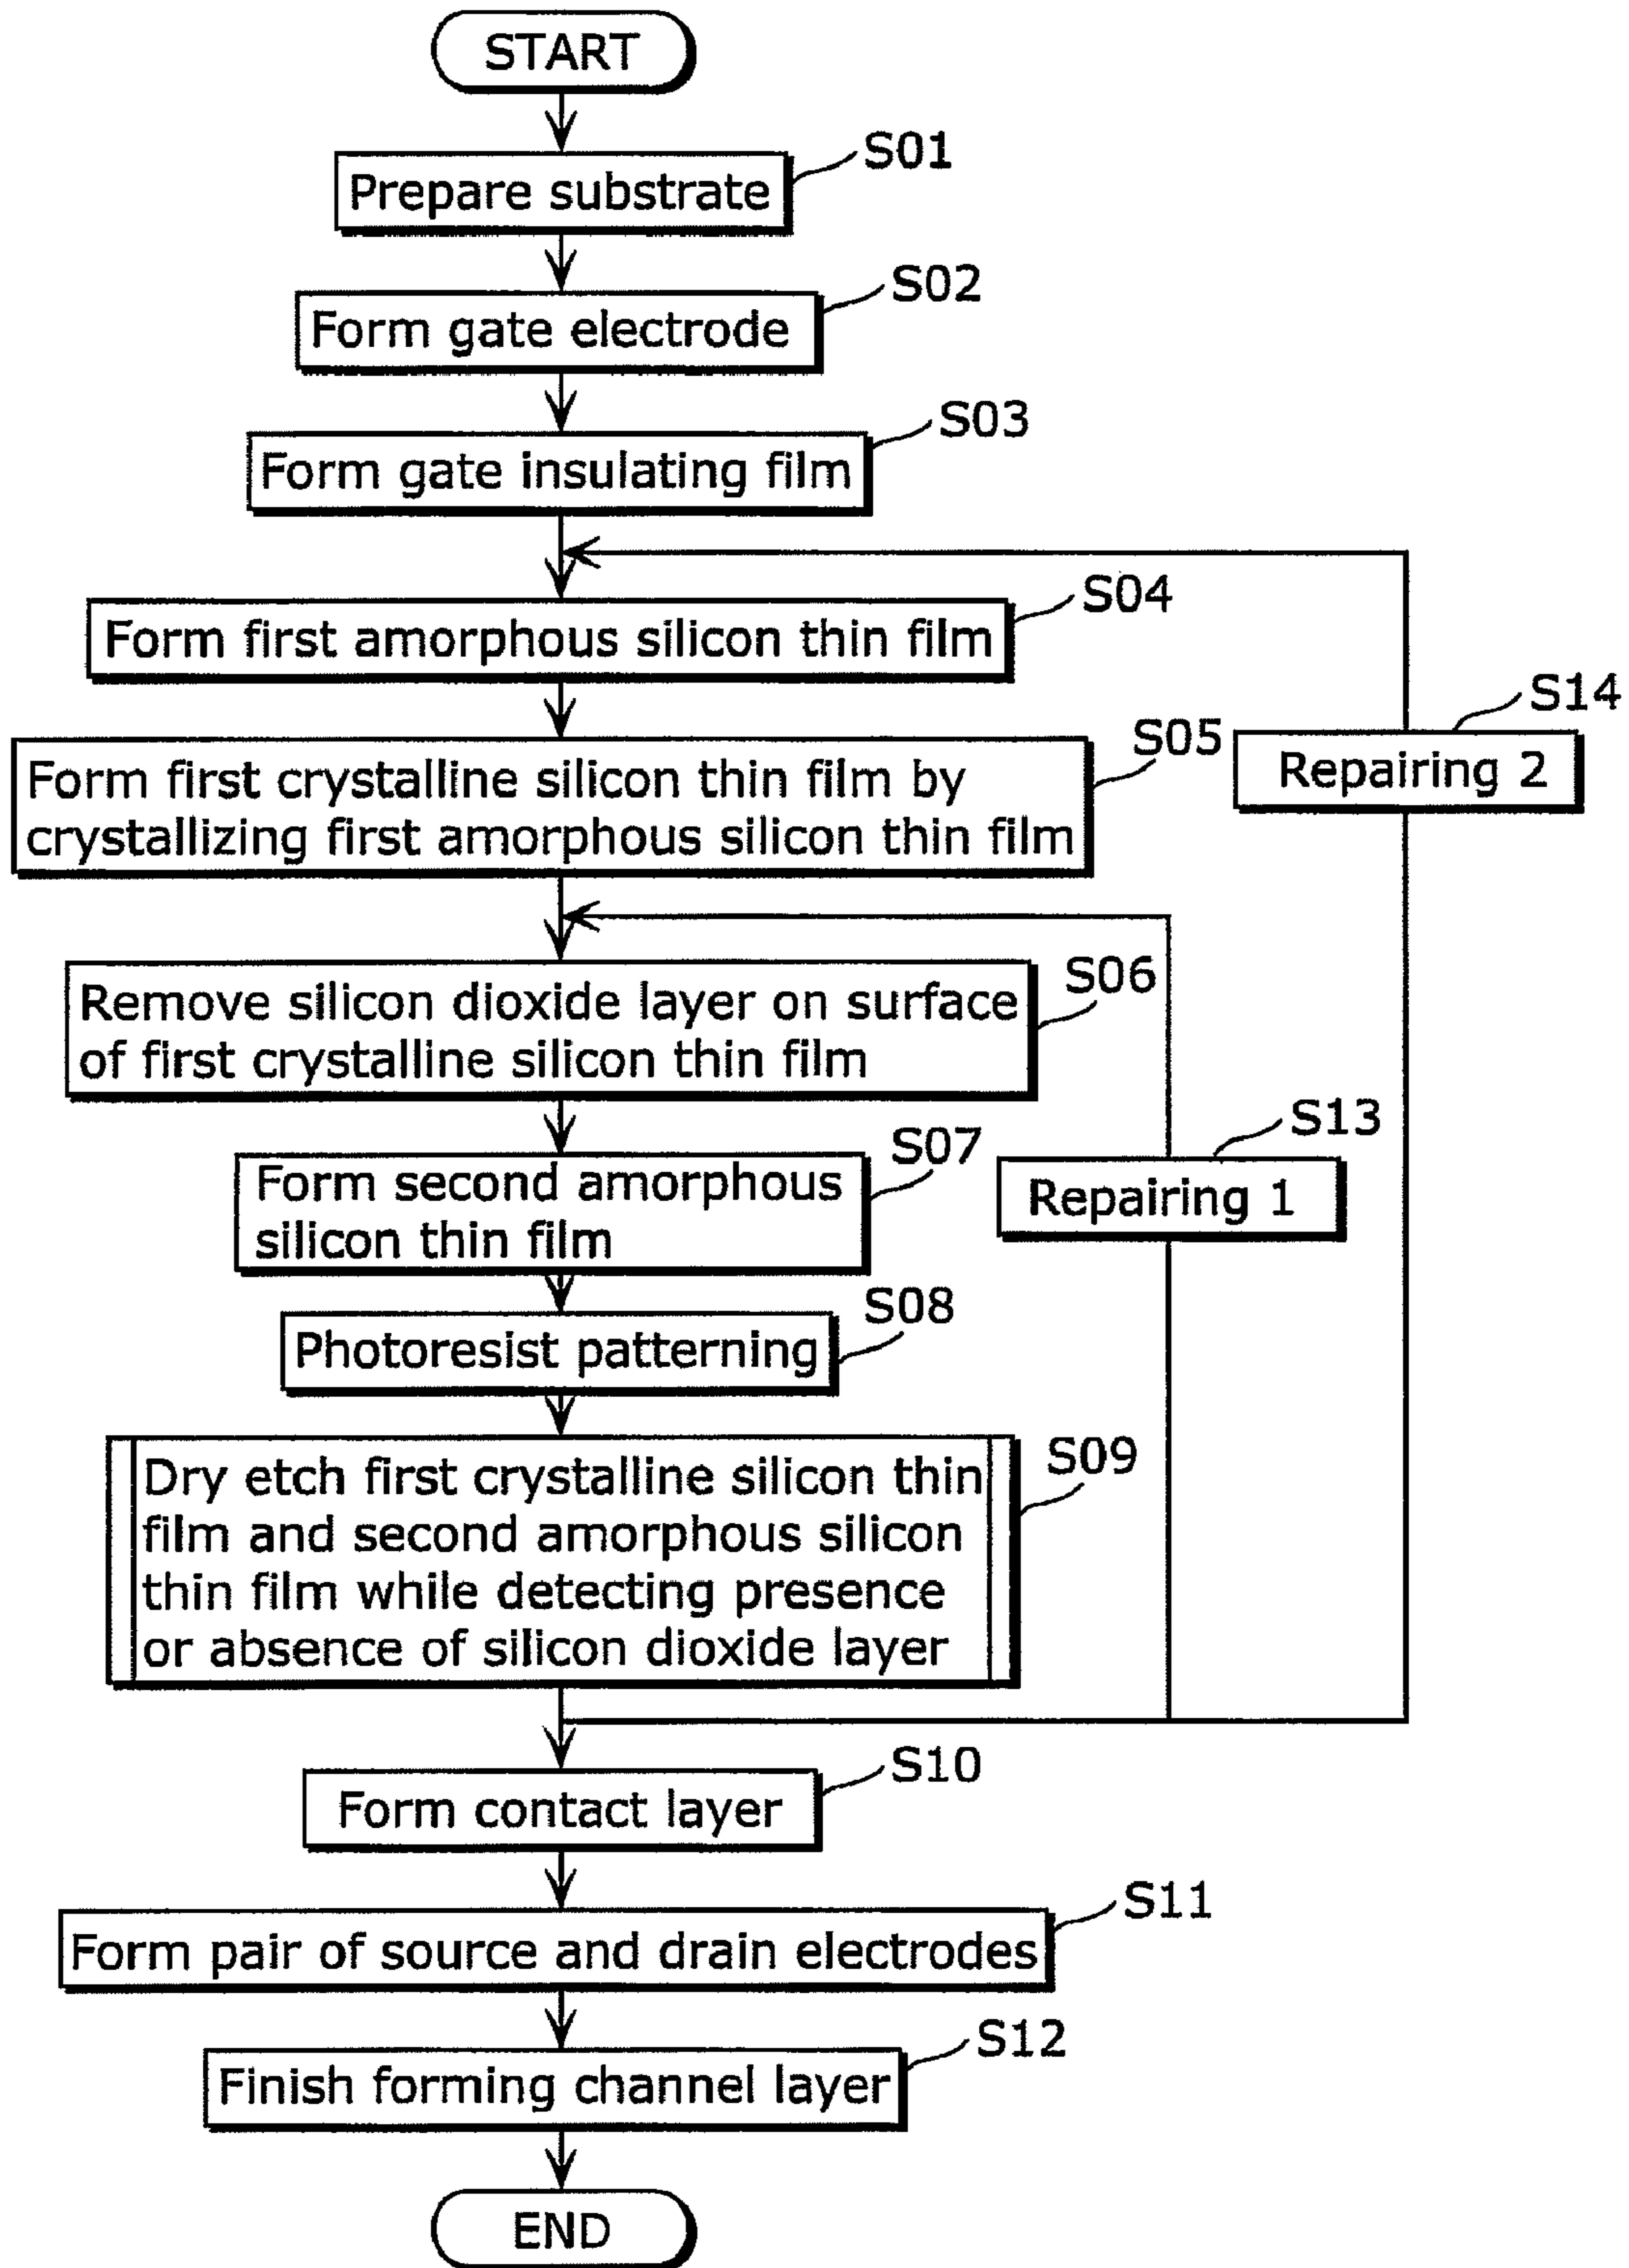 START
S01
Prepare substrate
S02
Form gate electrode
S03
Form gate insulating film
S04
Form first amorphous silicon thin film
S14
Repairing 2
S05
Form first crystalline silicon thin film by
crystallizing first amorphous silicon thin film
S06
Remove silicon dioxide layer on surface
of first crystalline silicon thin film
S13
Repairing 1
S07
Form second amorphous
silicon thin film
S08
Photoresist patterning
S09
Dry etch first crystalline silicon thin
film and second amorphous silicon
thin film while detecting presence
or absence of silicon dioxide layer
S10
Form contact layer
S11
Form pair of source and drain electrodes
S12
Finish forming channel layer
END